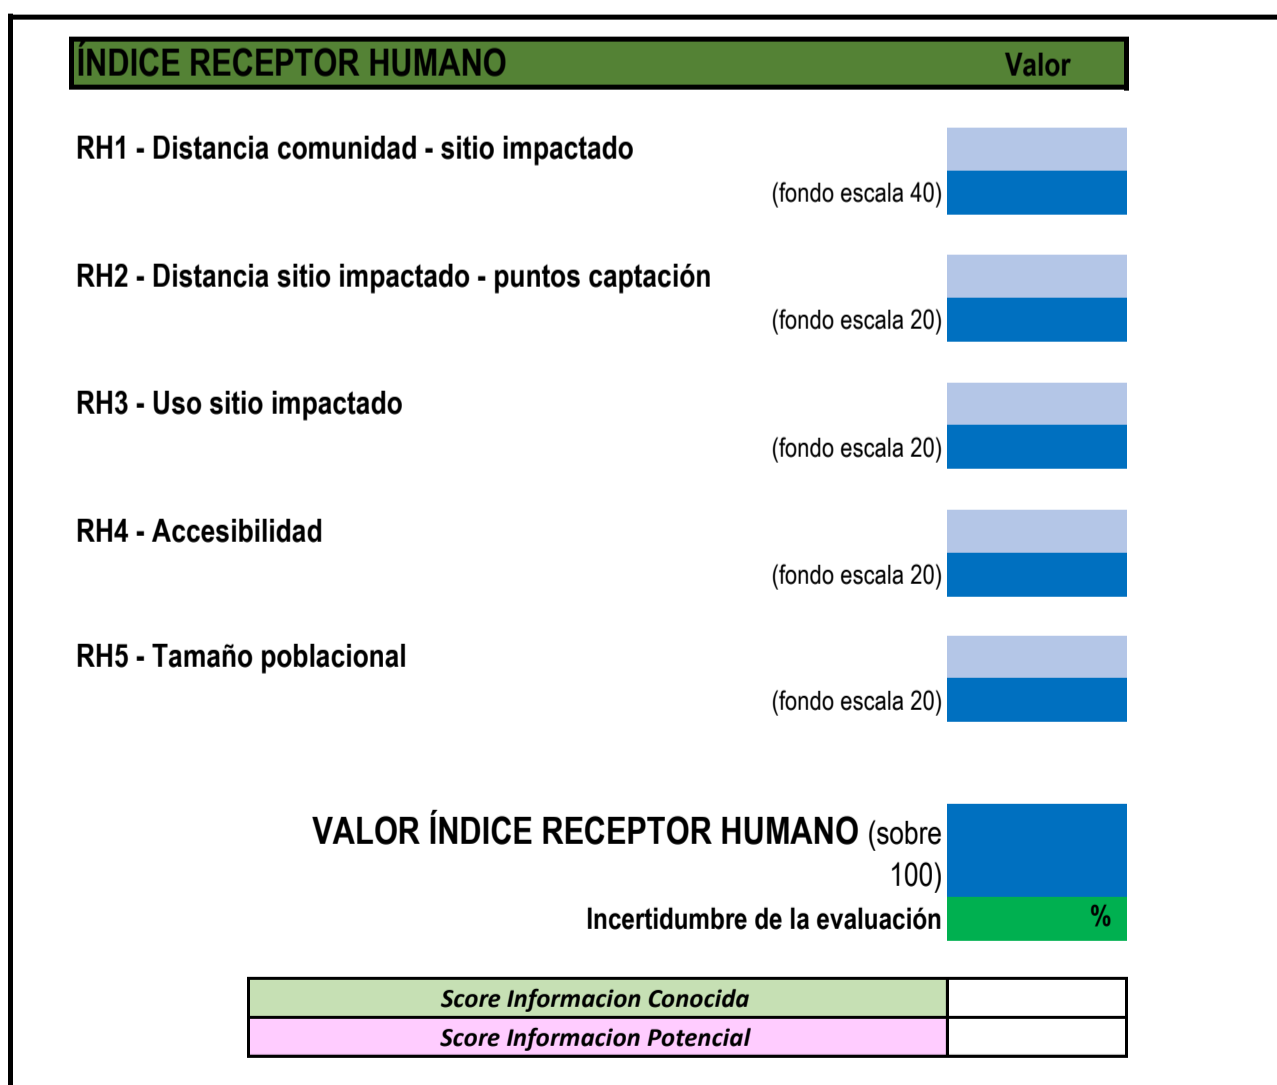 ÍNDICE RECEPTOR HUMANO Valor
RH1 - Distancia comunidad - sitio impactado
(fondo escala 40)
RH2 - Distancia sitio impactado - puntos captación
(fondo escala 20)
RH3 - Uso sitio impactado
(fondo escala 20)
RH4 - Accesibilidad
(fondo escala 20)
RH5 - Tamaño poblacional
(fondo escala 20)
VALOR ÍNDICE RECEPTOR HUMANO (sobre
100)
Incertidumbre de la evaluación %
Score Informacion Conocida
Score Informacion Potencial